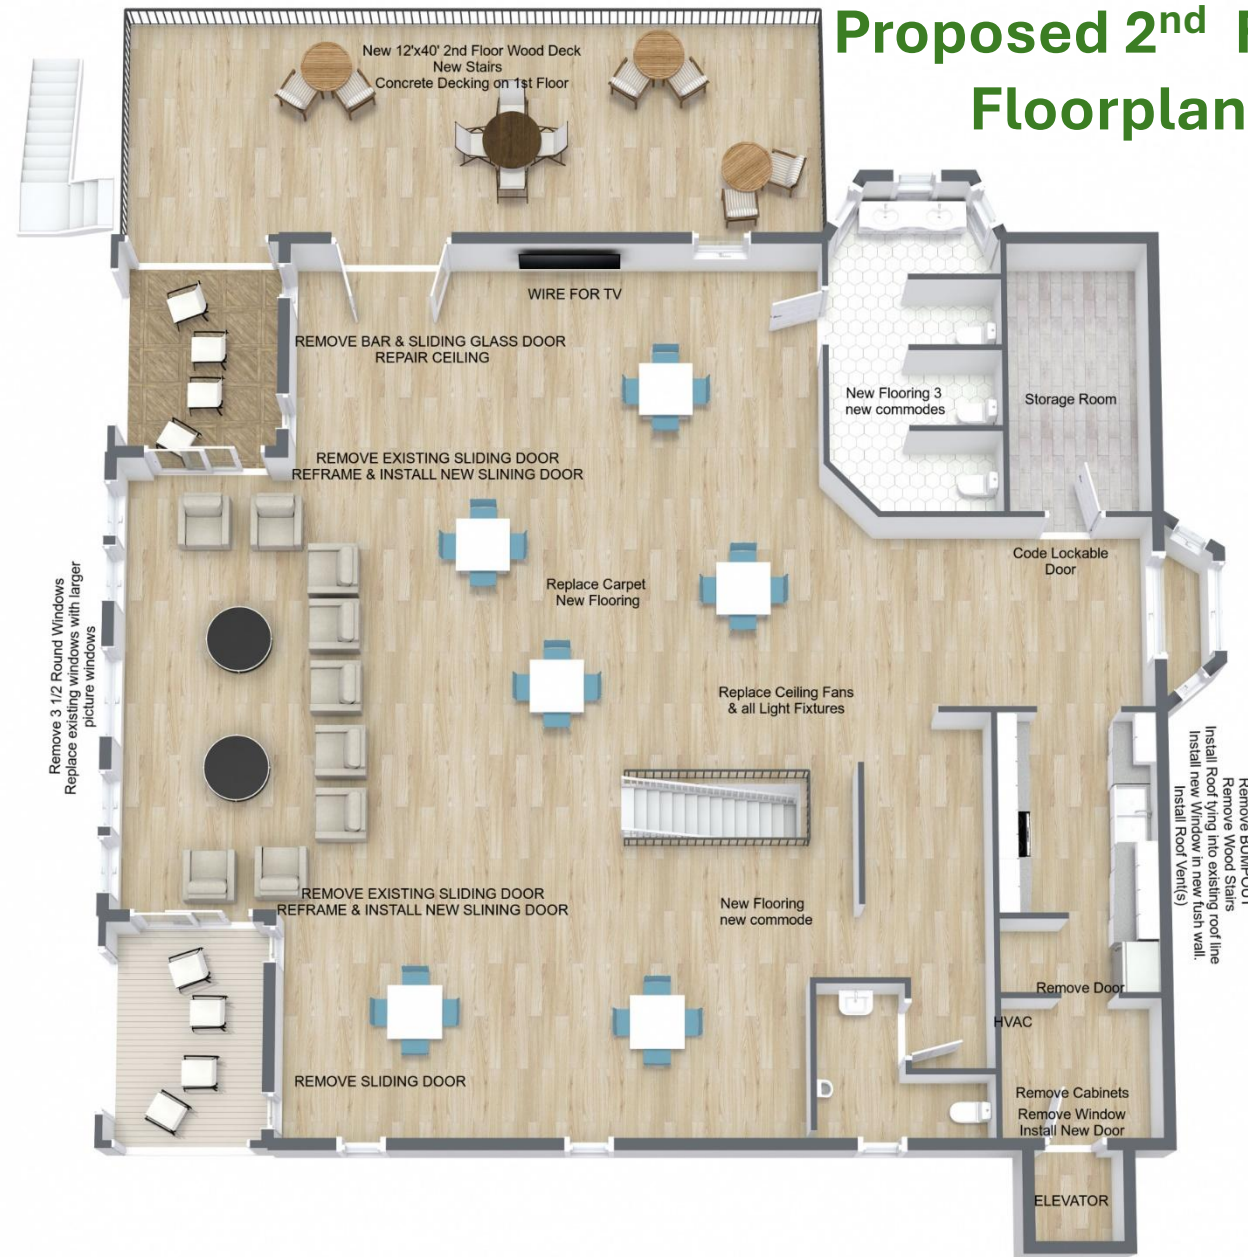 Proposed 2nd F
Floorplan
New 12'x40' 2nd Floor Wood Deck
New Stairs
Concrete Decking on 1st Floor
WIRE FOR TV
REMOVE BAR & SLIDING GLASS DOOR
REPAIR CEILING
New Flooring 3
new commodes
Storage Room
REMOVE EXISTING SLIDING DOOR
REFRAME & INSTALL NEW SLINING DOOR
Code Lockable
Door
Replace Carpet
New Flooring
Remove 3 1/2 Round Windows
Replace existing windows with larger
picture windows
Replace Ceiling Fans
& all Light Fixtures
Remove BUMPOUT
Remove Wood Stairs
Install Roof tying into existing roof line
Install new Window in new fush wall.
Install Roof Vent(s)
REMOVE EXISTING SLIDING DOOR
REFRAME & INSTALL NEW SLINING DOOR
New Flooring
new commode
Remove Door
HVAC
REMOVE SLIDING DOOR
Remove Cabinets
Remove Window
Install New Door
ELEVATOR